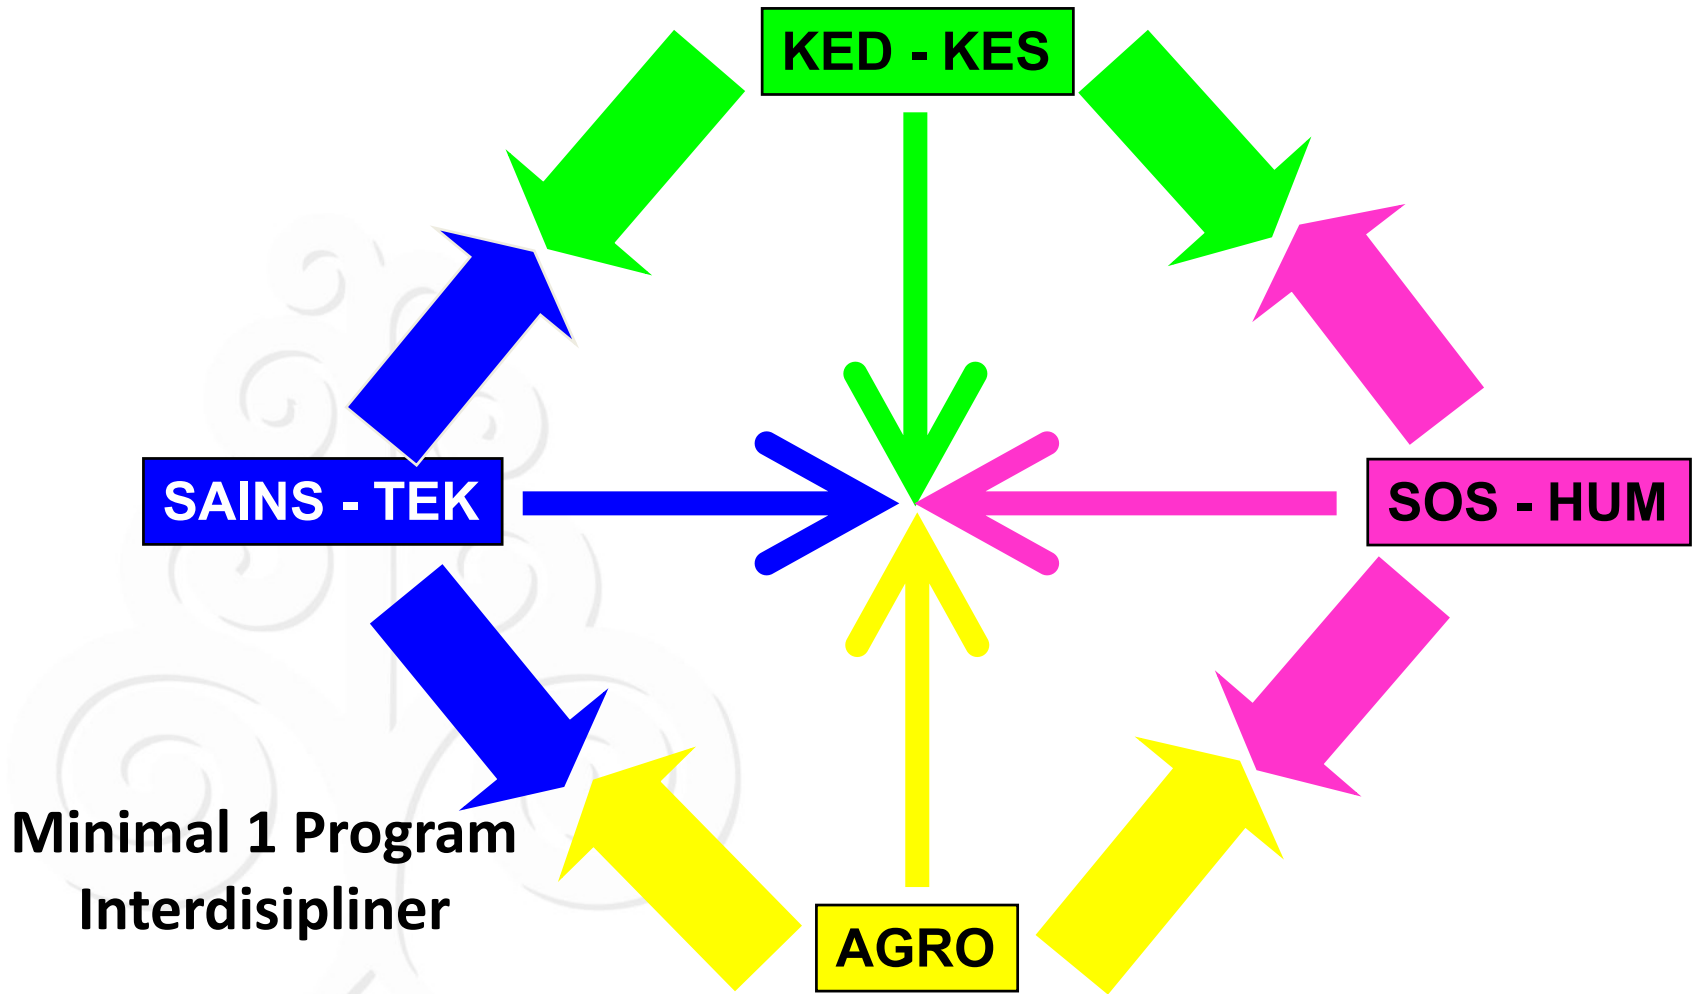 KED - KES
SAINS - TEK
SOS - HUM
Minimal 1 Program
Interdisipliner
AGRO